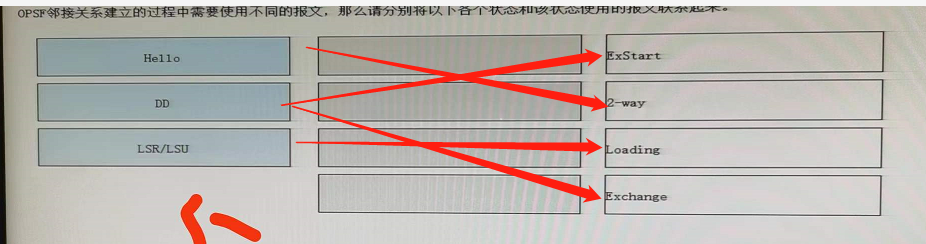 OPSF邻接关系建立的过程中需要使用不同的报文，那么请分别将以下各个状态和该状态使用的报文联系起来。
Hello
ExStart
DD
2-way
LSR/LSU
Loading
Exchange